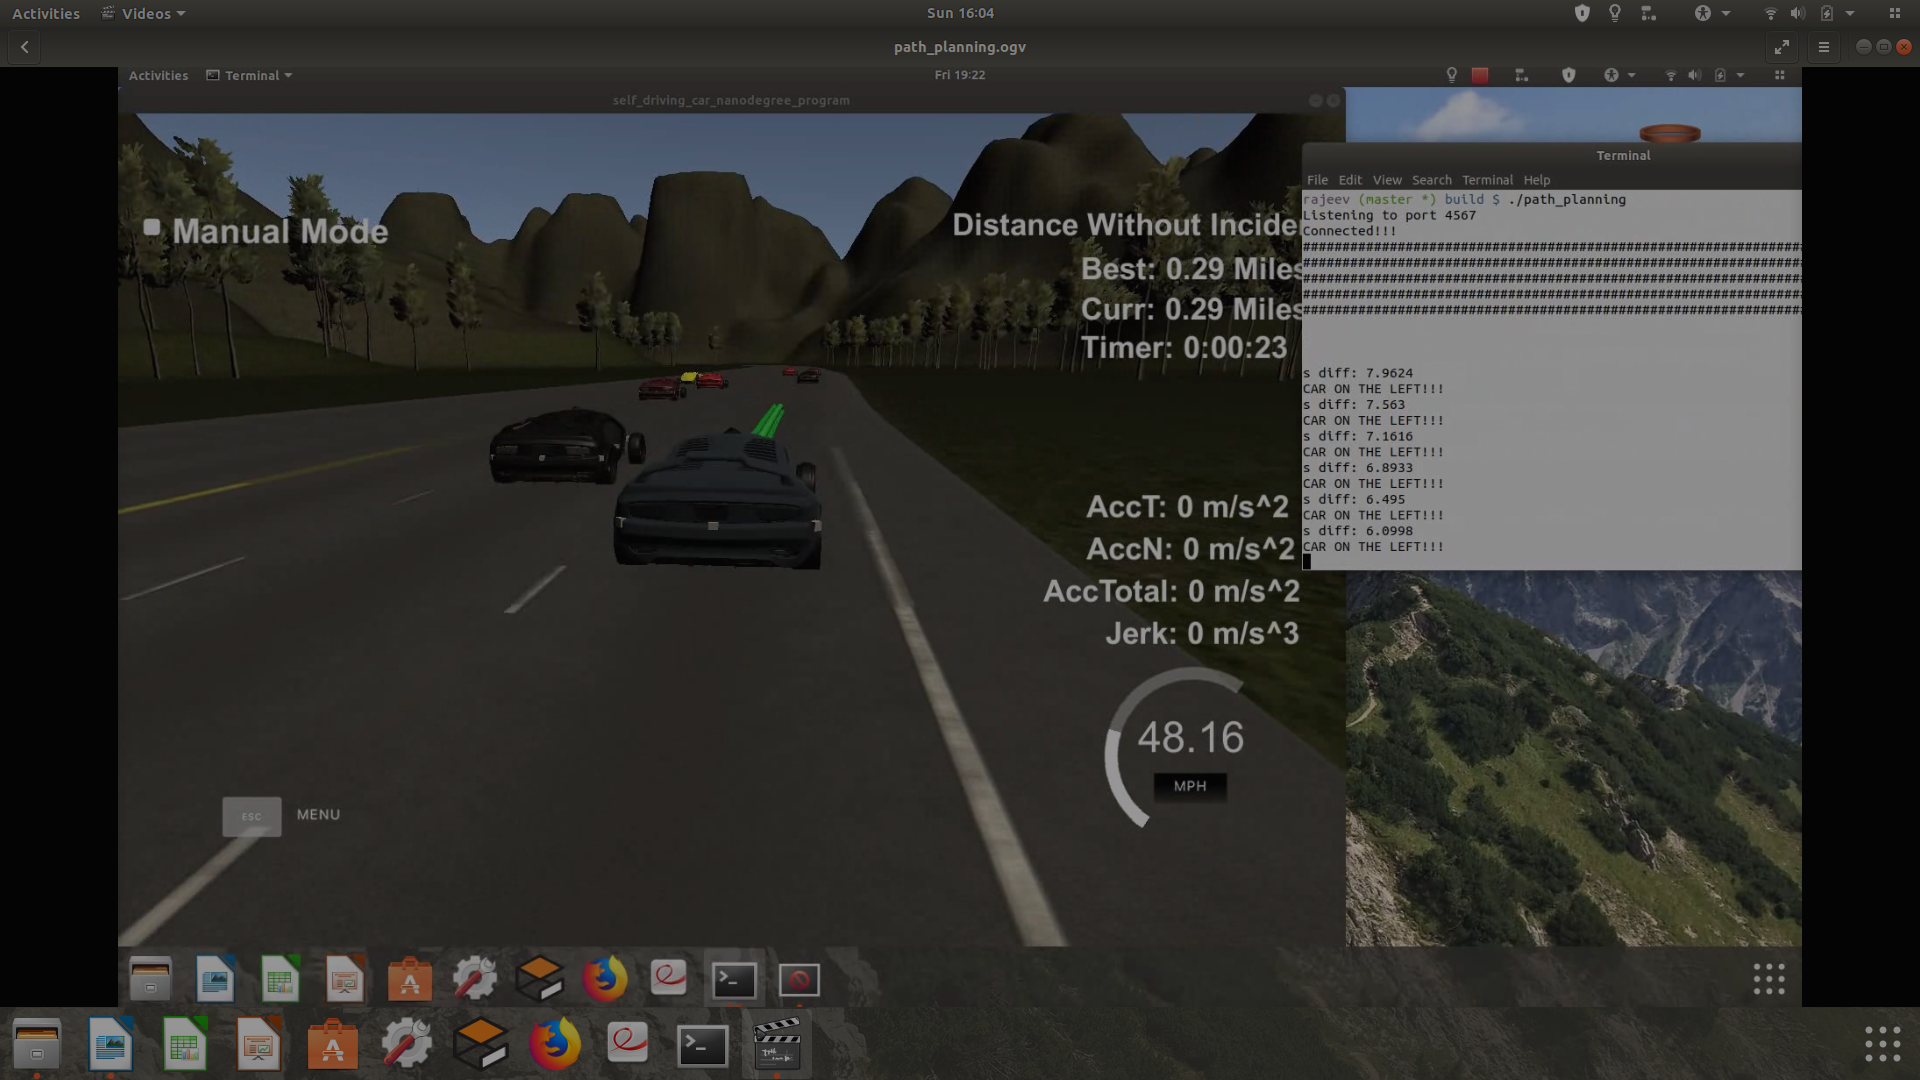 Activities Videos Sun 16:04
path_planning.ogv
Activities Terminal Fri 19:22
self_driving_car_nanodegree_program
Manual Mode
Distance Without Incide
Best: 0.29 Miles
Curr: 0.29 Miles
Timer: 0:00:23
AccT: 0 m/s^2
AccN: 0 m/s^2
AccTotal: 0 m/s^2
Jerk: 0 m/s^3
48.16
MPH
ESC MENU
Terminal
File Edit View Search Terminal Help
rajeev (master *) build $ ./path_planning
Listening to port 4567
Connected!!!
###############################################################
###############################################################
###############################################################
###############################################################
###############################################################
s diff: 7.9624
CAR ON THE LEFT!!!
s diff: 7.563
CAR ON THE LEFT!!!
s diff: 7.1616
CAR ON THE LEFT!!!
s diff: 6.8933
CAR ON THE LEFT!!!
s diff: 6.495
CAR ON THE LEFT!!!
s diff: 6.0998
CAR ON THE LEFT!!!